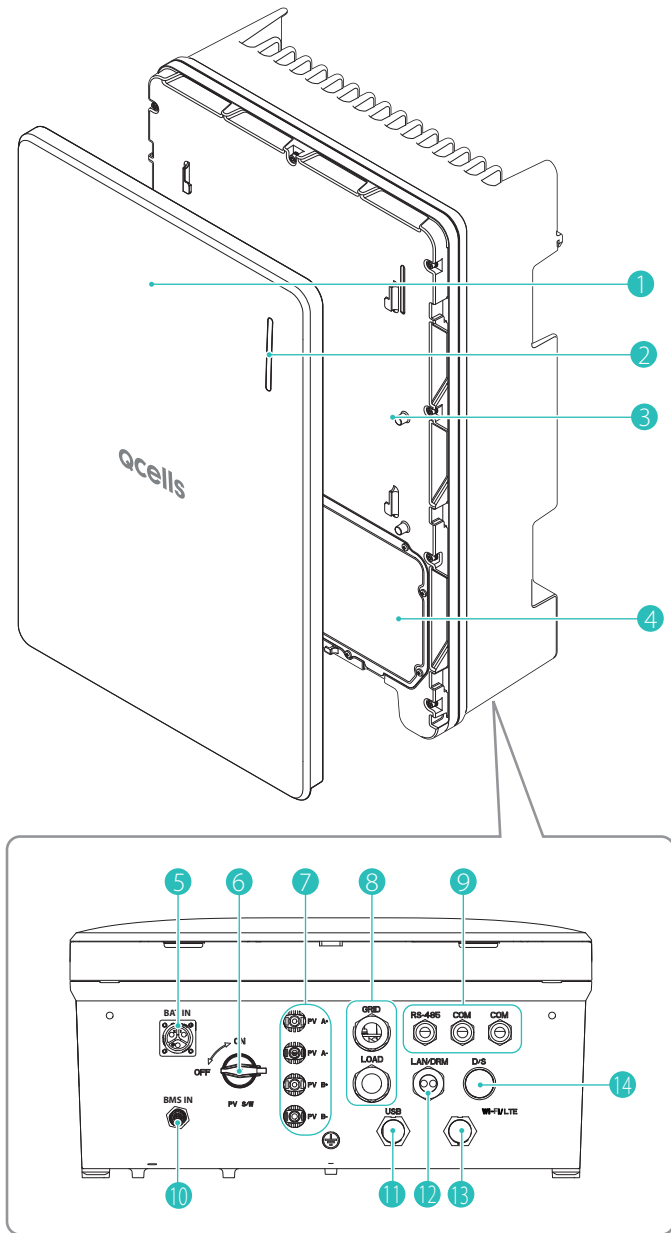 1
2
3
Qcells
4
5
6
7
8
9
BAT IN
ON
OFF
PV S/W
PV A+
PV A-
PV B+
PV B-
GRID
LOAD
RS-485
COM
COM
LAN/DRM
D/S
14
BMS IN
USB
WI-FI/LTE
10
11
12
13